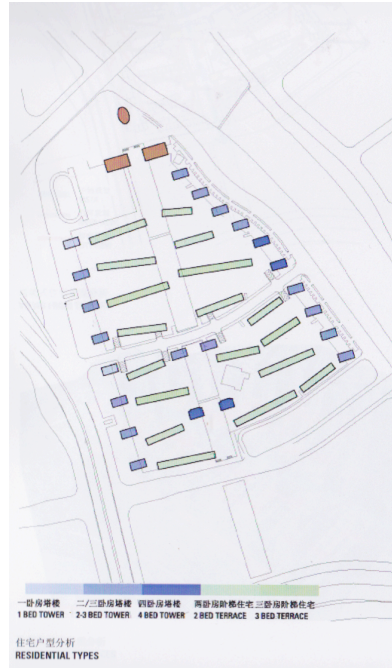 一卧房塔楼 二/三卧房塔楼 四卧房塔楼 两卧房阶梯住宅 三卧房阶梯住宅
1 BED TOWER 2-3 BED TOWER 4 BED TOWER 2 BED TERRACE 3 BED TERRACE
住宅户型分析
RESIDENTIAL TYPES